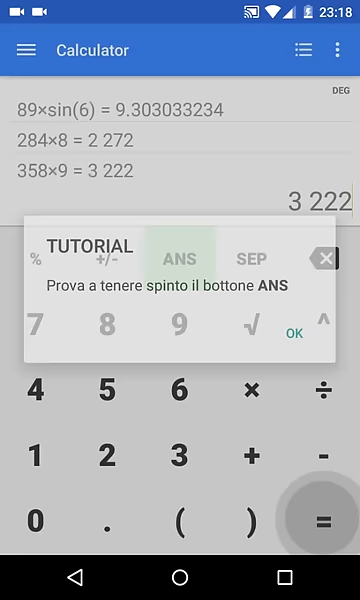 23:18
Calculator
DEG
89×sin(6) = 9.303033234
284×8 = 2 272
358×9 = 3 222
3 222
TUTORIAL
% +/- ANS SEP
Prova a tenere spinto il bottone ANS
7 8 9 √ ^
OK
4 5 6 × ÷
1 2 3 + -
0 . ( ) =